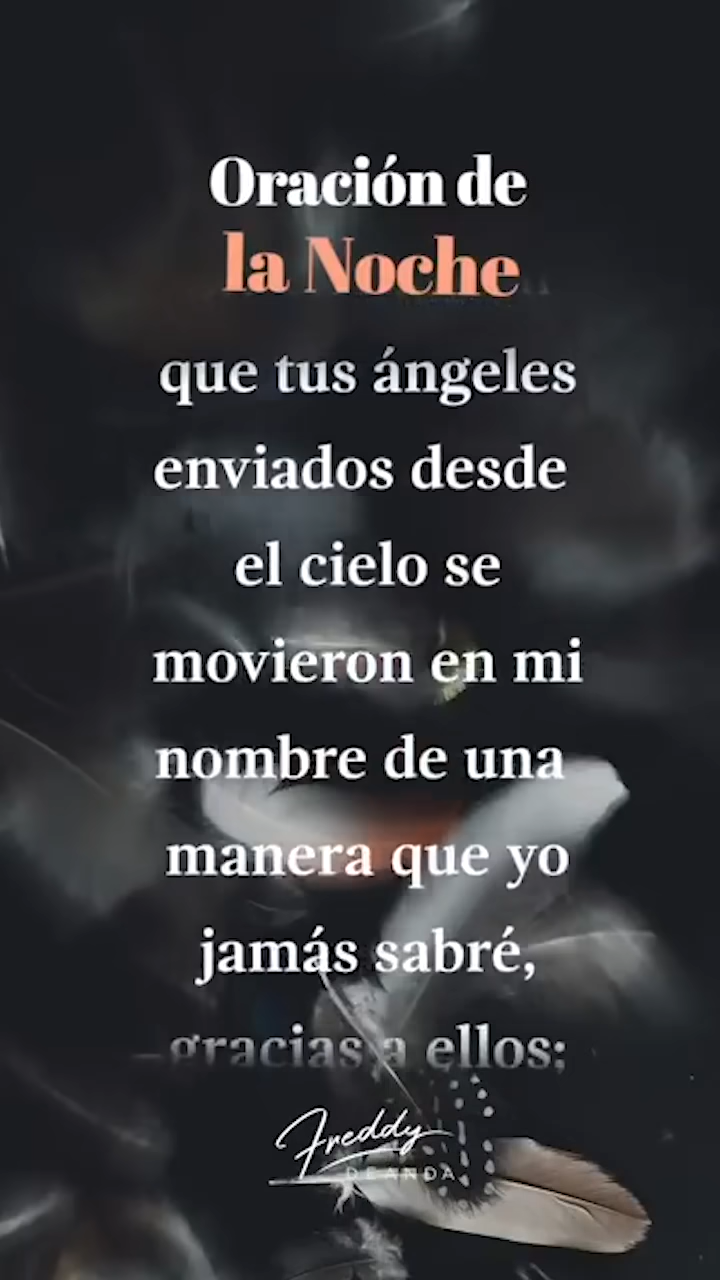 Oración de
la Noche
que tus ángeles
enviados desde
el cielo se
movieron en mi
nombre de una
manera que yo
jamás sabré,
gracias a ellos;
Freddy
DEANDA